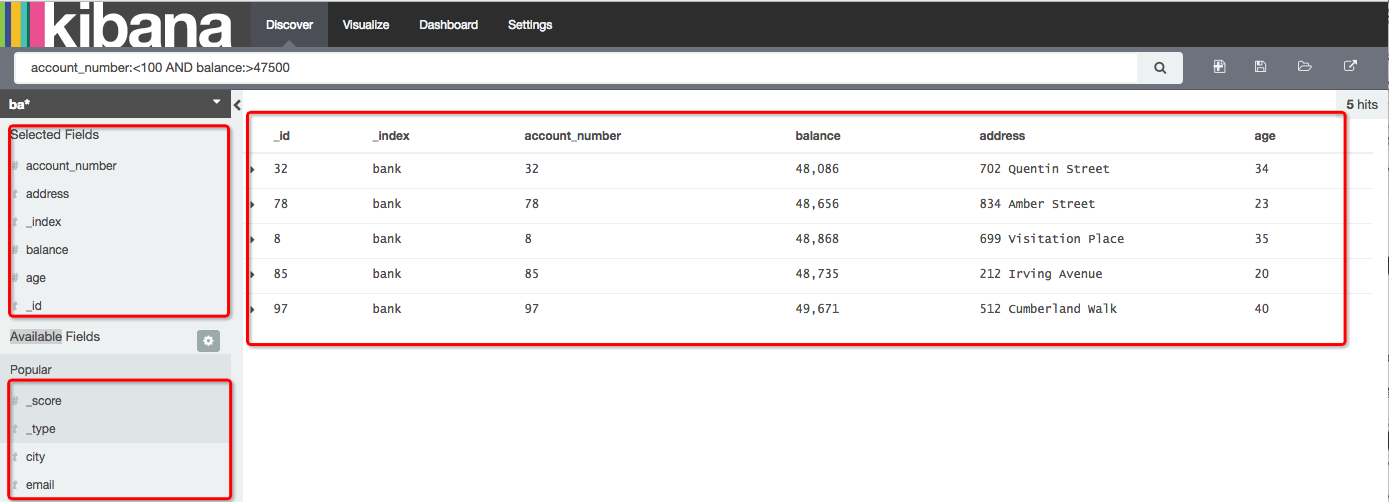 kibana Discover Visualize Dashboard Settings
account_number:<100 AND balance:>47500
ba*
5 hits
Selected Fields
# account_number
t address
t _index
# balance
# age
t _id
Available Fields
Popular
# _score
t _type
t city
t email
_id _index account_number balance address age
32 bank 32 48,086 702 Quentin Street 34
78 bank 78 48,656 834 Amber Street 23
8 bank 8 48,868 699 Visitation Place 35
85 bank 85 48,735 212 Irving Avenue 20
97 bank 97 49,671 512 Cumberland Walk 40